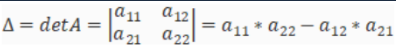 Δ = detA = |a₁₁ a₁₂| = a₁₁ * a₂₂ − a₁₂ * a₂₁
|a₂₁ a₂₂|